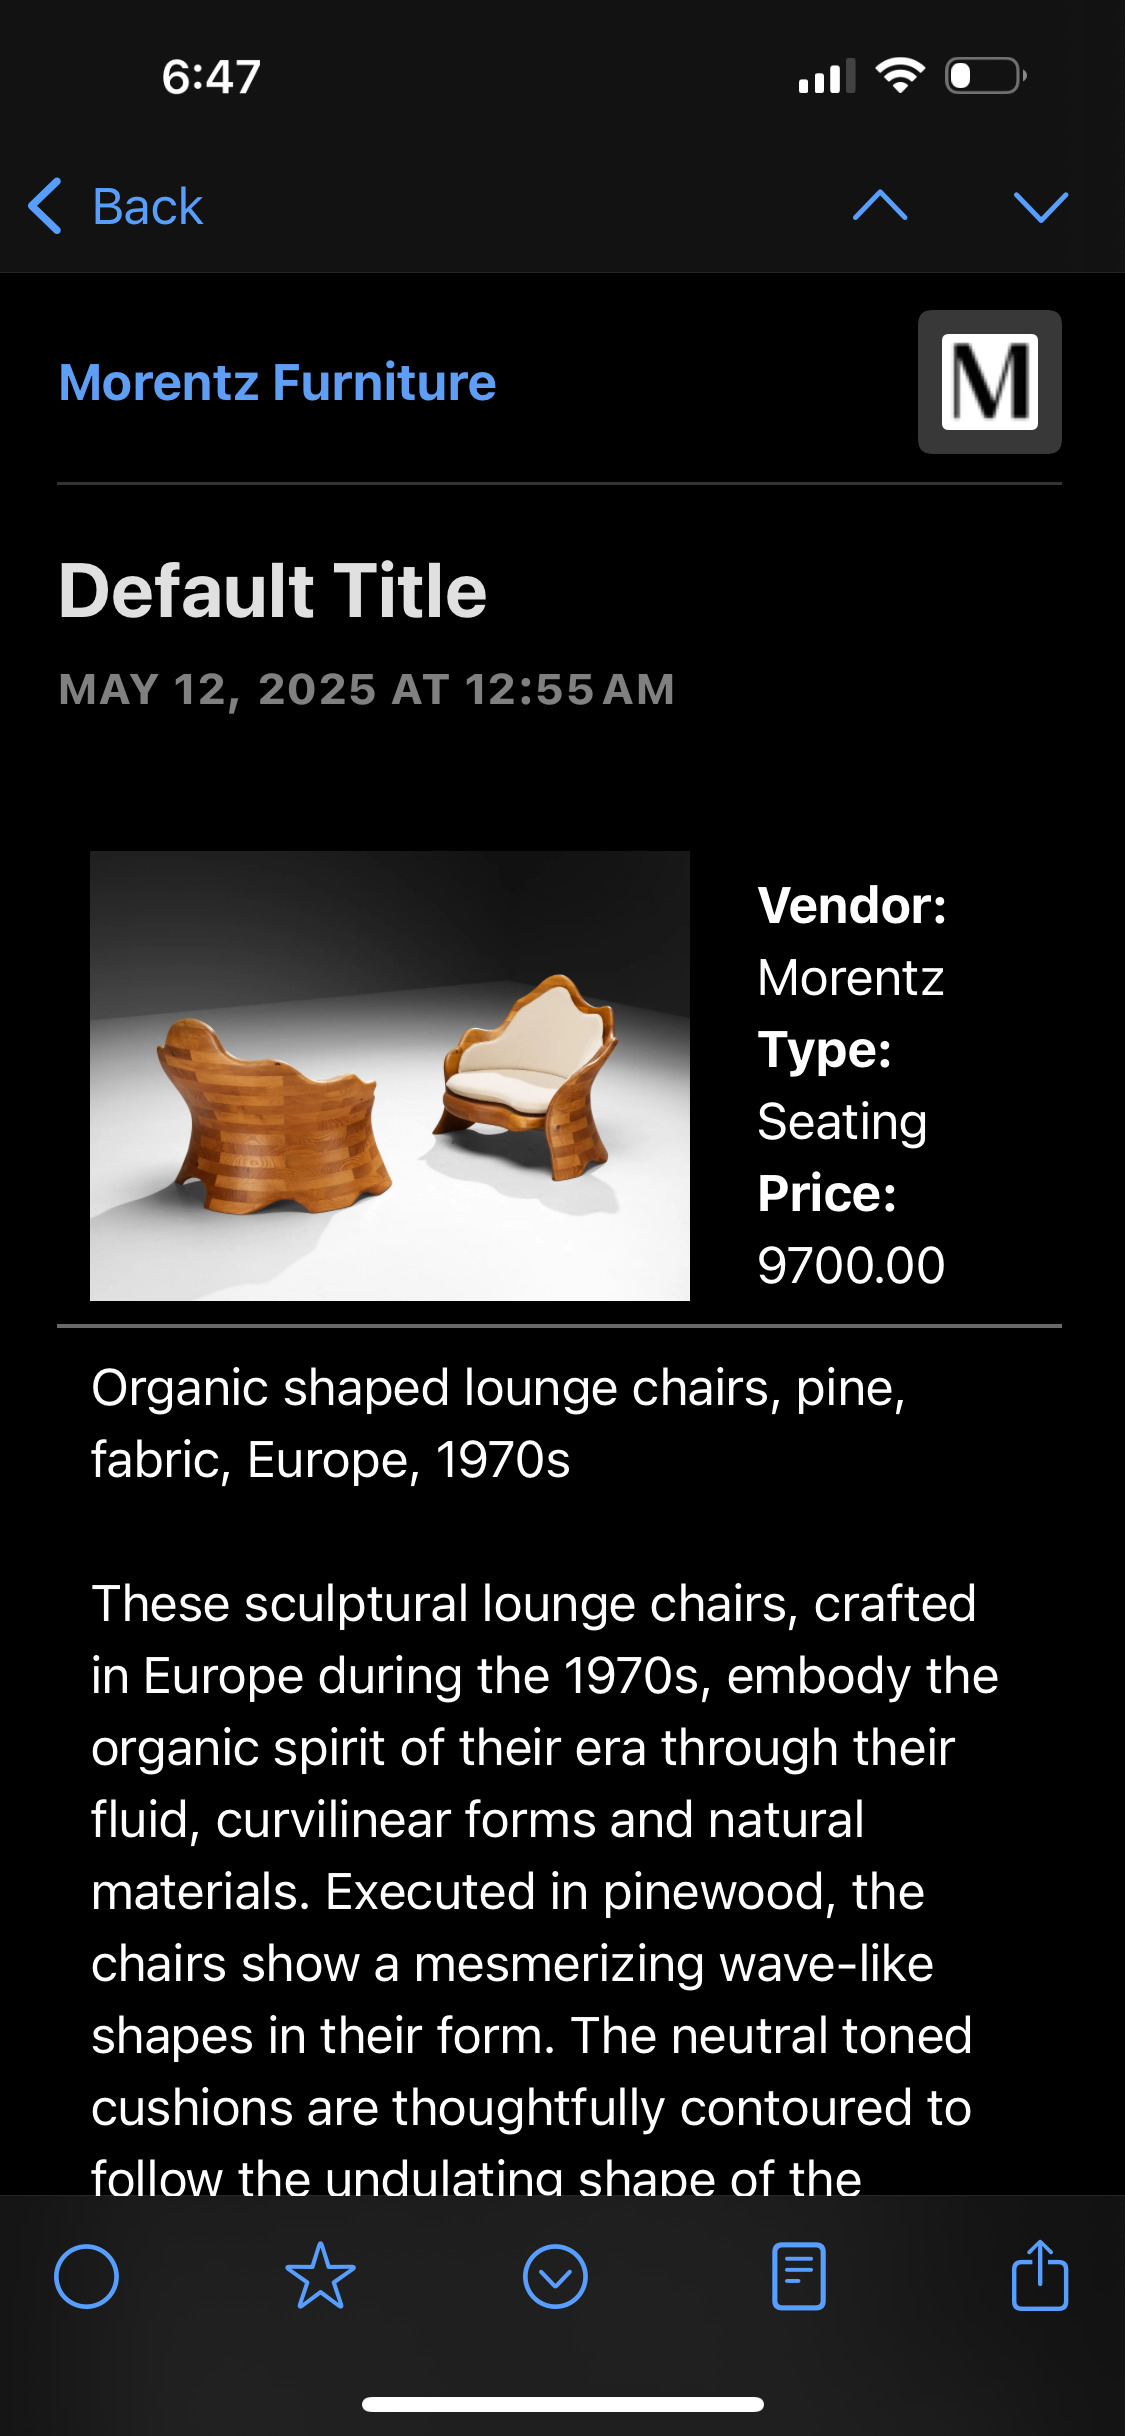 6:47
Back
Morentz Furniture
M
Default Title
MAY 12, 2025 AT 12:55 AM
Vendor:
Morentz
Type:
Seating
Price:
9700.00
Organic shaped lounge chairs, pine,
fabric, Europe, 1970s
These sculptural lounge chairs, crafted
in Europe during the 1970s, embody the
organic spirit of their era through their
fluid, curvilinear forms and natural
materials. Executed in pinewood, the
chairs show a mesmerizing wave-like
shapes in their form. The neutral toned
cushions are thoughtfully contoured to
follow the undulating shape of the